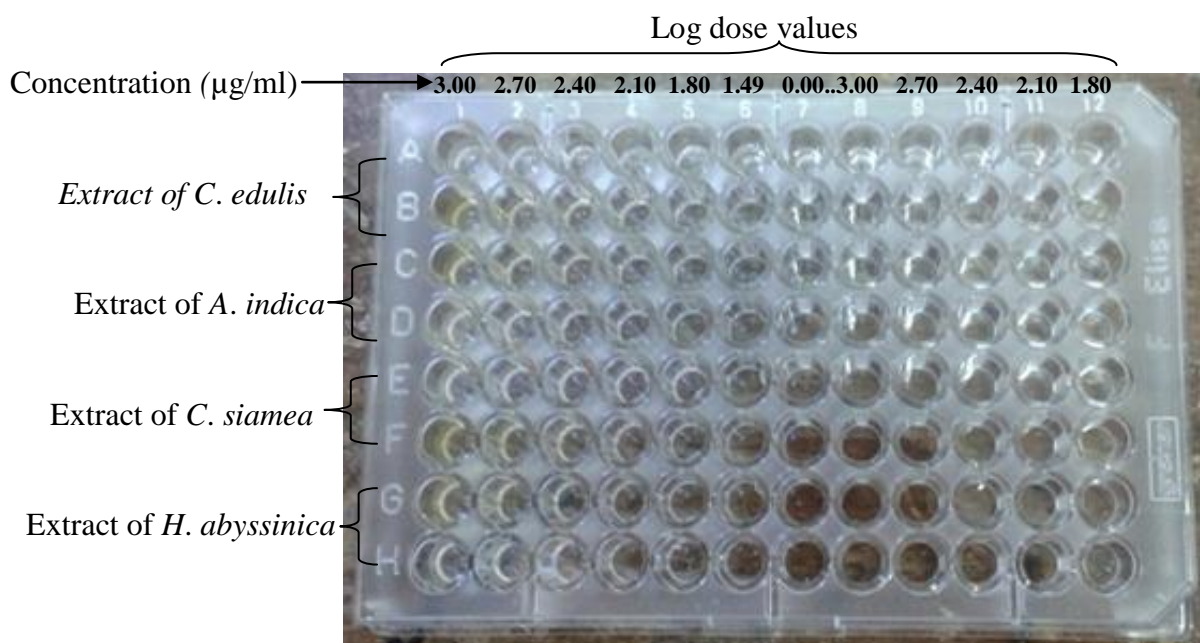 Log dose values
Concentration (µg/ml)
3.00 2.70 2.40 2.10 1.80 1.49 0.00..3.00 2.70 2.40 2.10 1.80
1 2 3 4 5 6 7 8 9 10 11 12
A
Extract of C. edulis
B
C
Extract of A. indica
D
E
Extract of C. siamea
F
G
Extract of H. abyssinica
H
Elisa
F